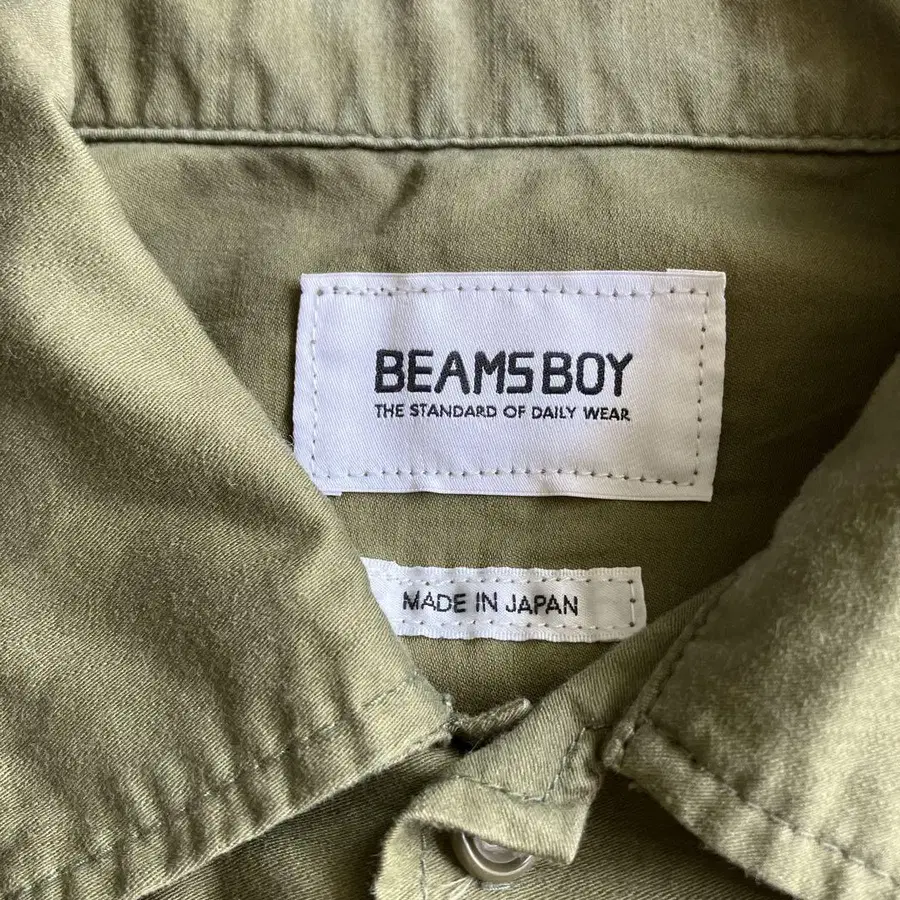 BEAMS BOY
THE STANDARD OF DAILY WEAR
MADE IN JAPAN